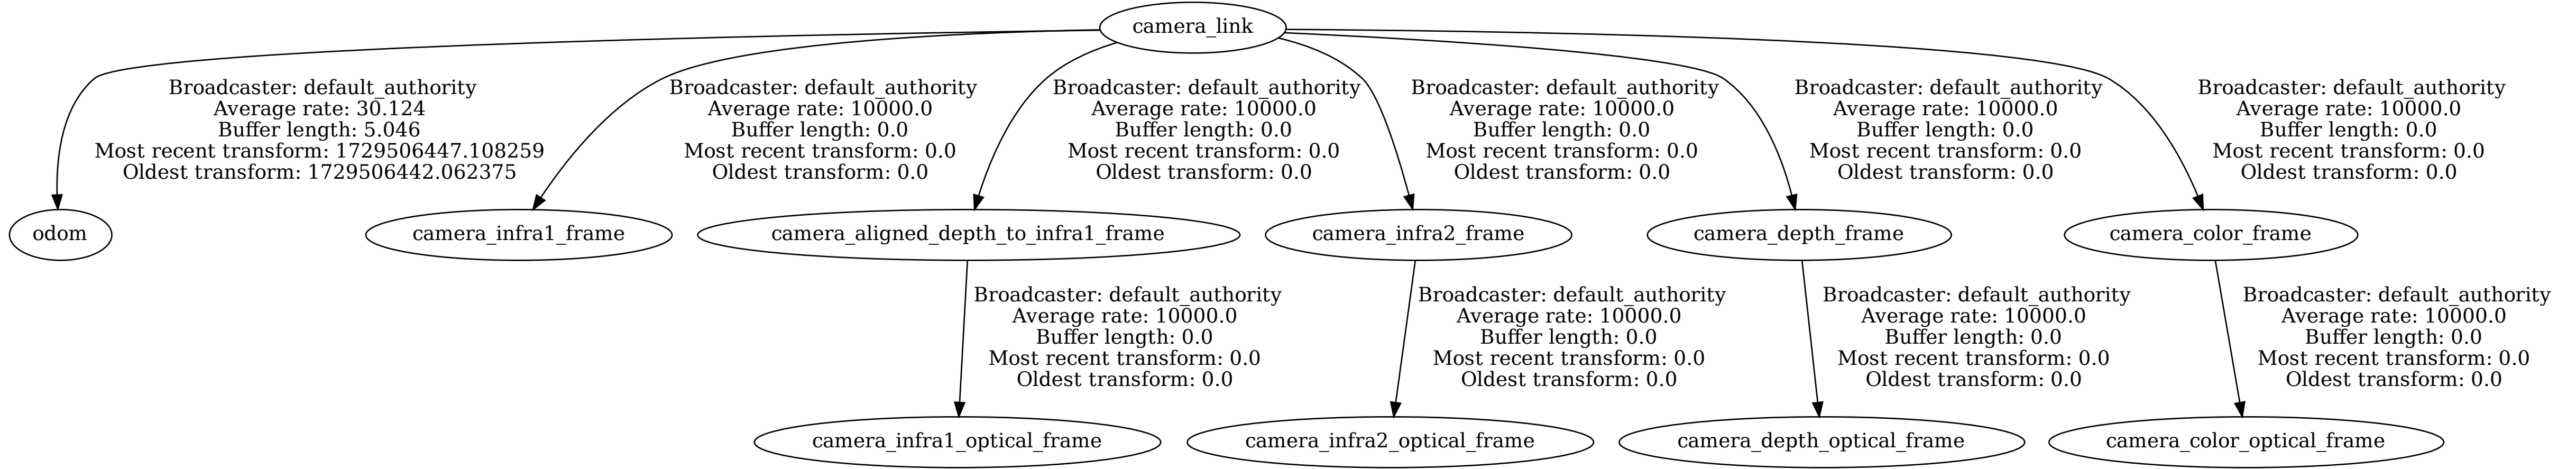 camera_link
Broadcaster: default_authority
Average rate: 30.124
Buffer length: 5.046
Most recent transform: 1729506447.108259
Oldest transform: 1729506442.062375
Broadcaster: default_authority
Average rate: 10000.0
Buffer length: 0.0
Most recent transform: 0.0
Oldest transform: 0.0
Broadcaster: default_authority
Average rate: 10000.0
Buffer length: 0.0
Most recent transform: 0.0
Oldest transform: 0.0
Broadcaster: default_authority
Average rate: 10000.0
Buffer length: 0.0
Most recent transform: 0.0
Oldest transform: 0.0
Broadcaster: default_authority
Average rate: 10000.0
Buffer length: 0.0
Most recent transform: 0.0
Oldest transform: 0.0
Broadcaster: default_authority
Average rate: 10000.0
Buffer length: 0.0
Most recent transform: 0.0
Oldest transform: 0.0
odom
camera_infra1_frame
camera_aligned_depth_to_infra1_frame
camera_infra2_frame
camera_depth_frame
camera_color_frame
Broadcaster: default_authority
Average rate: 10000.0
Buffer length: 0.0
Most recent transform: 0.0
Oldest transform: 0.0
Broadcaster: default_authority
Average rate: 10000.0
Buffer length: 0.0
Most recent transform: 0.0
Oldest transform: 0.0
Broadcaster: default_authority
Average rate: 10000.0
Buffer length: 0.0
Most recent transform: 0.0
Oldest transform: 0.0
Broadcaster: default_authority
Average rate: 10000.0
Buffer length: 0.0
Most recent transform: 0.0
Oldest transform: 0.0
camera_infra1_optical_frame
camera_infra2_optical_frame
camera_depth_optical_frame
camera_color_optical_frame